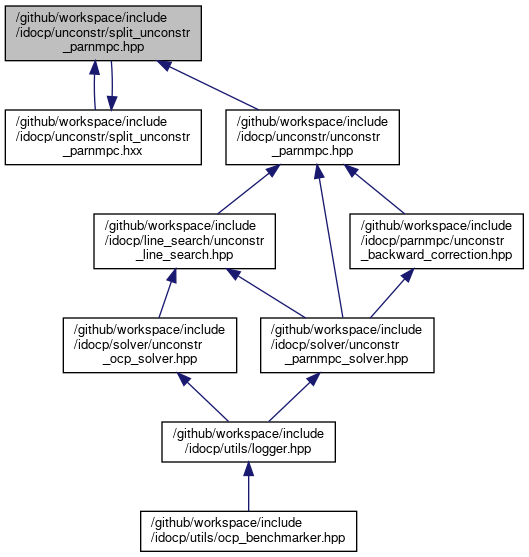 /github/workspace/include
/idocp/unconstr/split_unconstr
_parnmpc.hpp
/github/workspace/include
/idocp/unconstr/split_unconstr
_parnmpc.hxx
/github/workspace/include
/idocp/unconstr/unconstr
_parnmpc.hpp
/github/workspace/include
/idocp/line_search/unconstr
_line_search.hpp
/github/workspace/include
/idocp/parnmpc/unconstr
_backward_correction.hpp
/github/workspace/include
/idocp/solver/unconstr
_ocp_solver.hpp
/github/workspace/include
/idocp/solver/unconstr
_parnmpc_solver.hpp
/github/workspace/include
/idocp/utils/logger.hpp
/github/workspace/include
/idocp/utils/ocp_benchmarker.hpp